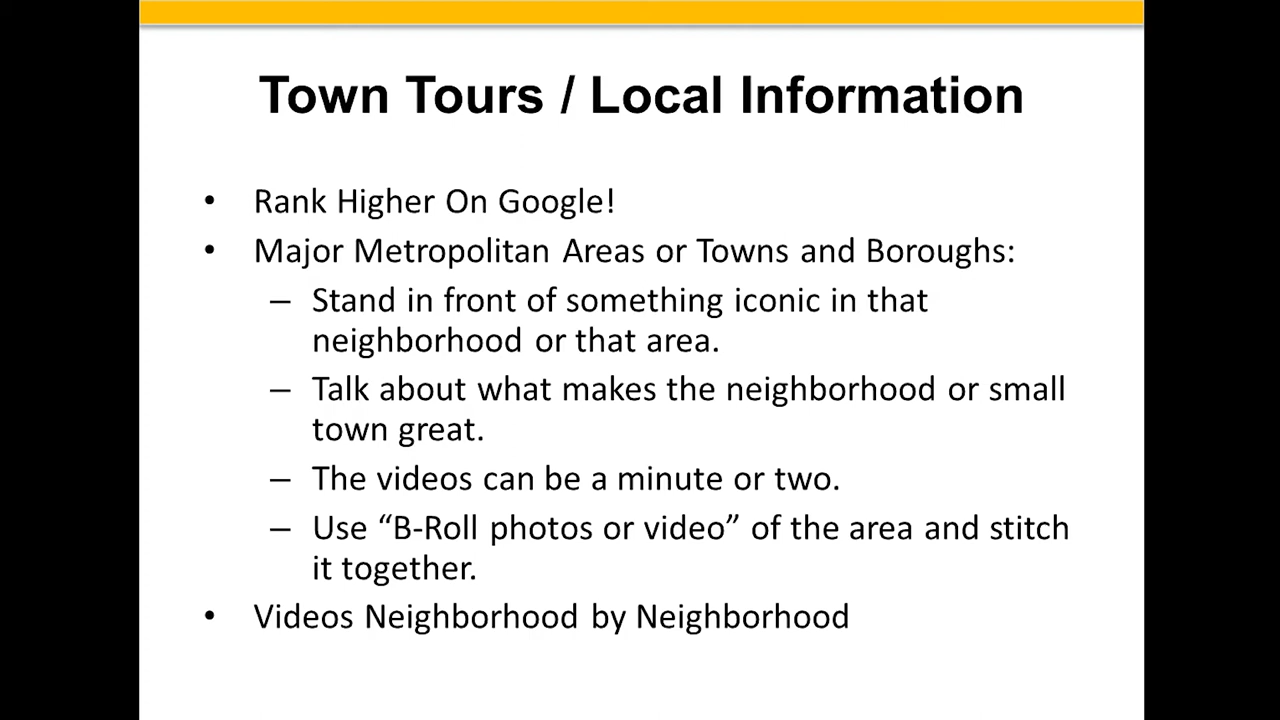 Town Tours / Local Information
• Rank Higher On Google!
• Major Metropolitan Areas or Towns and Boroughs:
– Stand in front of something iconic in that
neighborhood or that area.
– Talk about what makes the neighborhood or small
town great.
– The videos can be a minute or two.
– Use “B-Roll photos or video” of the area and stitch
it together.
• Videos Neighborhood by Neighborhood